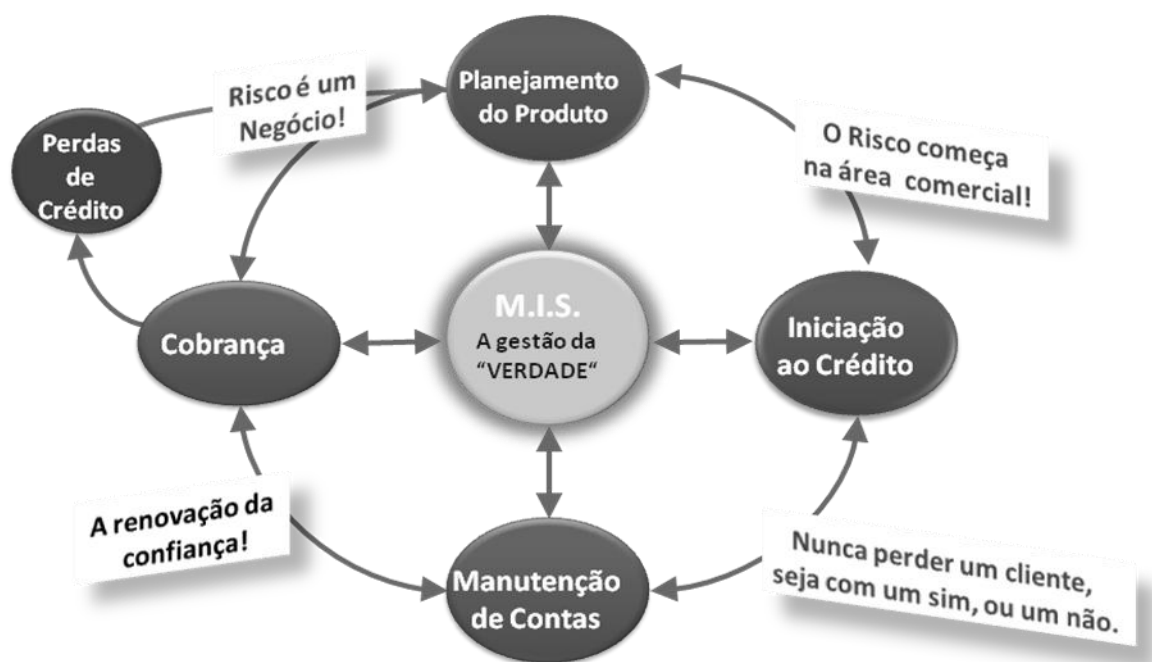 Planejamento
do Produto
Risco é um
Negócio!
Perdas
de
Crédito
O Risco começa
na área comercial!
M.I.S.
A gestão da
“VERDADE“
Cobrança
Iniciação
ao Crédito
A renovação da
confiança!
Manutenção
de Contas
Nunca perder um cliente,
seja com um sim, ou um não.